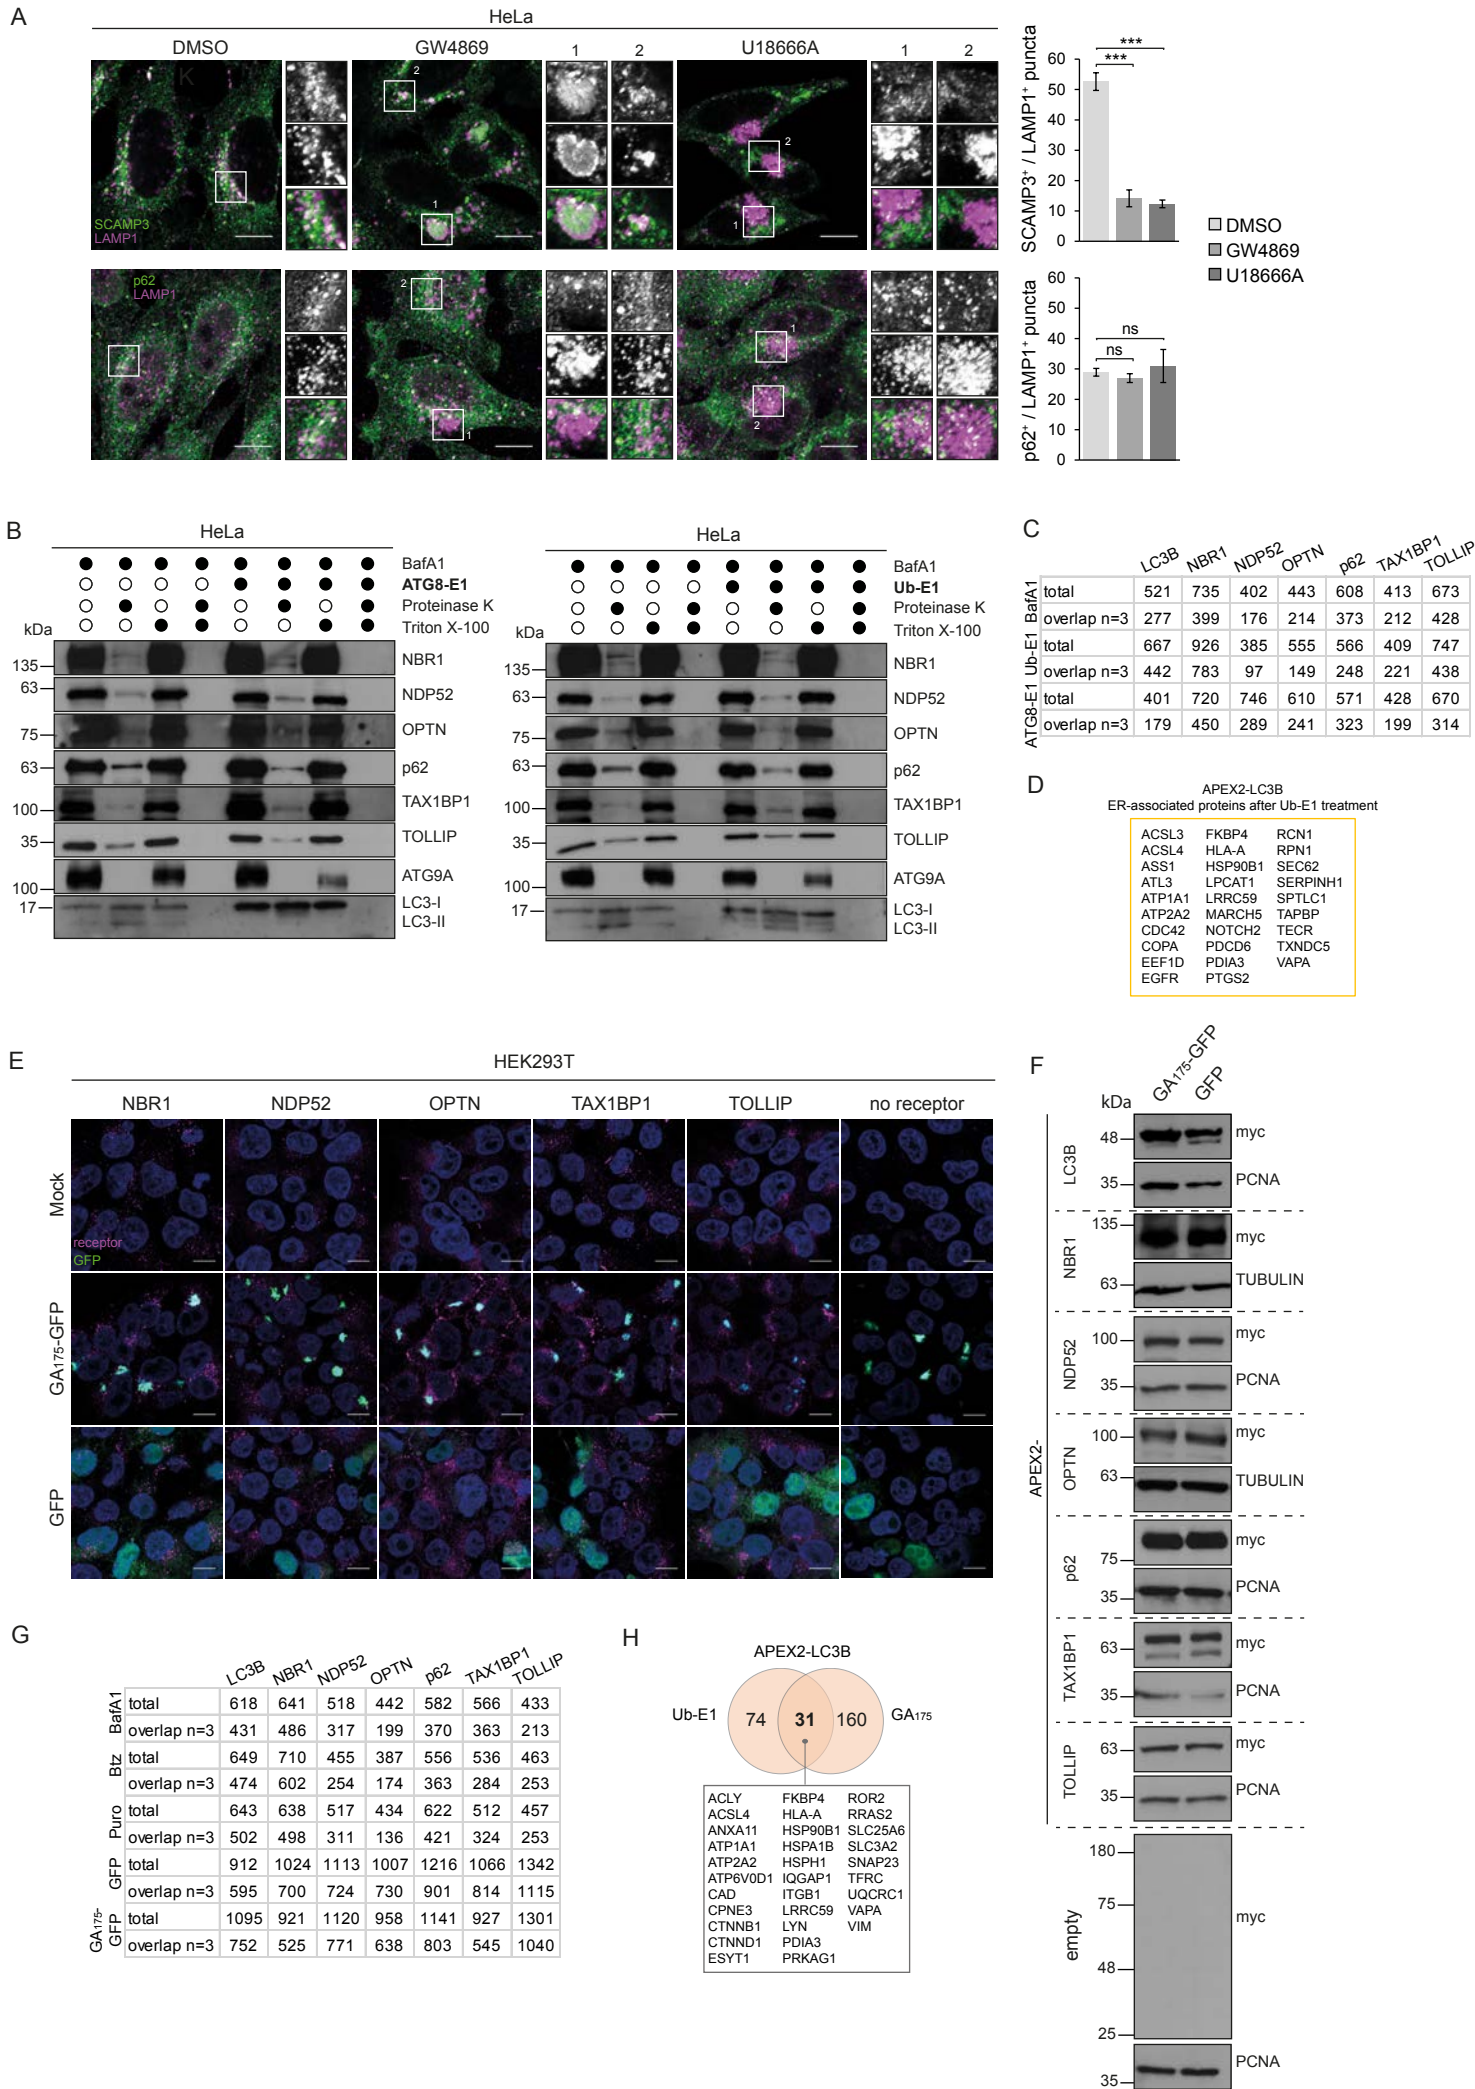 A
HeLa
DMSO
GW4869
1
2
U18666A
1
2
2
1
2
1
SCAMP3
LAMP1
SCAMP3⁺ / LAMP1⁺ puncta
60
50
40
30
20
10
0
***
***
DMSO
GW4869
U18666A
p62
LAMP1
2
1
1
2
p62⁺ / LAMP1⁺ puncta
60
50
40
30
20
10
0
ns
ns
B
HeLa
BafA1
ATG8-E1
Proteinase K
Triton X-100
kDa
135
NBR1
63
NDP52
75
OPTN
63
p62
100
TAX1BP1
35
TOLLIP
100
ATG9A
17
LC3-I
LC3-II
HeLa
BafA1
Ub-E1
Proteinase K
Triton X-100
kDa
135
NBR1
63
NDP52
75
OPTN
63
p62
100
TAX1BP1
35
TOLLIP
100
ATG9A
17
LC3-I
LC3-II
C
LC3B NBR1 NDP52 OPTN p62 TAX1BP1 TOLLIP
BafA1
total 521 735 402 443 608 413 673
overlap n=3 277 399 176 214 373 212 428
Ub-E1
total 667 926 385 555 566 409 747
overlap n=3 442 783 97 149 248 221 438
ATG8-E1
total 401 720 746 610 571 428 670
overlap n=3 179 450 289 241 323 199 314
D
APEX2-LC3B
ER-associated proteins after Ub-E1 treatment
ACSL3 FKBP4 RCN1
ACSL4 HLA-A RPN1
ASS1 HSP90B1 SEC62
ATL3 LPCAT1 SERPINH1
ATP1A1 LRRC59 SPTLC1
ATP2A2 MARCH5 TAPBP
CDC42 NOTCH2 TECR
COPA PDCD6 TXNDC5
EEF1D PDIA3 VAPA
EGFR PTGS2
E
HEK293T
NBR1 NDP52 OPTN TAX1BP1 TOLLIP no receptor
Mock
receptor
GFP
GA175-GFP
GFP
F
GA175-GFP
GFP
kDa
APEX2-
LC3B
48
myc
35
PCNA
NBR1
135
myc
63
TUBULIN
NDP52
100
myc
35
PCNA
OPTN
100
myc
63
TUBULIN
p62
75
myc
35
PCNA
TAX1BP1
63
myc
35
PCNA
TOLLIP
63
myc
35
PCNA
empty
180
75
myc
48
25
35
PCNA
G
LC3B NBR1 NDP52 OPTN p62 TAX1BP1 TOLLIP
BafA1
total 618 641 518 442 582 566 433
overlap n=3 431 486 317 199 370 363 213
Btz
total 649 710 455 387 556 536 463
overlap n=3 474 602 254 174 363 284 253
Puro
total 643 638 517 434 622 512 457
overlap n=3 502 498 311 136 421 324 253
GFP
total 912 1024 1113 1007 1216 1066 1342
overlap n=3 595 700 724 730 901 814 1115
GA175-
GFP
total 1095 921 1120 958 1141 927 1301
overlap n=3 752 525 771 638 803 545 1040
H
APEX2-LC3B
Ub-E1 74 31 160 GA175
ACLY FKBP4 ROR2
ACSL4 HLA-A RRAS2
ANXA11 HSP90B1 SLC25A6
ATP1A1 HSPA1B SLC3A2
ATP2A2 HSPH1 SNAP23
ATP6V0D1 IQGAP1 TFRC
CAD ITGB1 UQCRC1
CPNE3 LRRC59 VAPA
CTNNB1 LYN VIM
CTNND1 PDIA3
ESYT1 PRKAG1